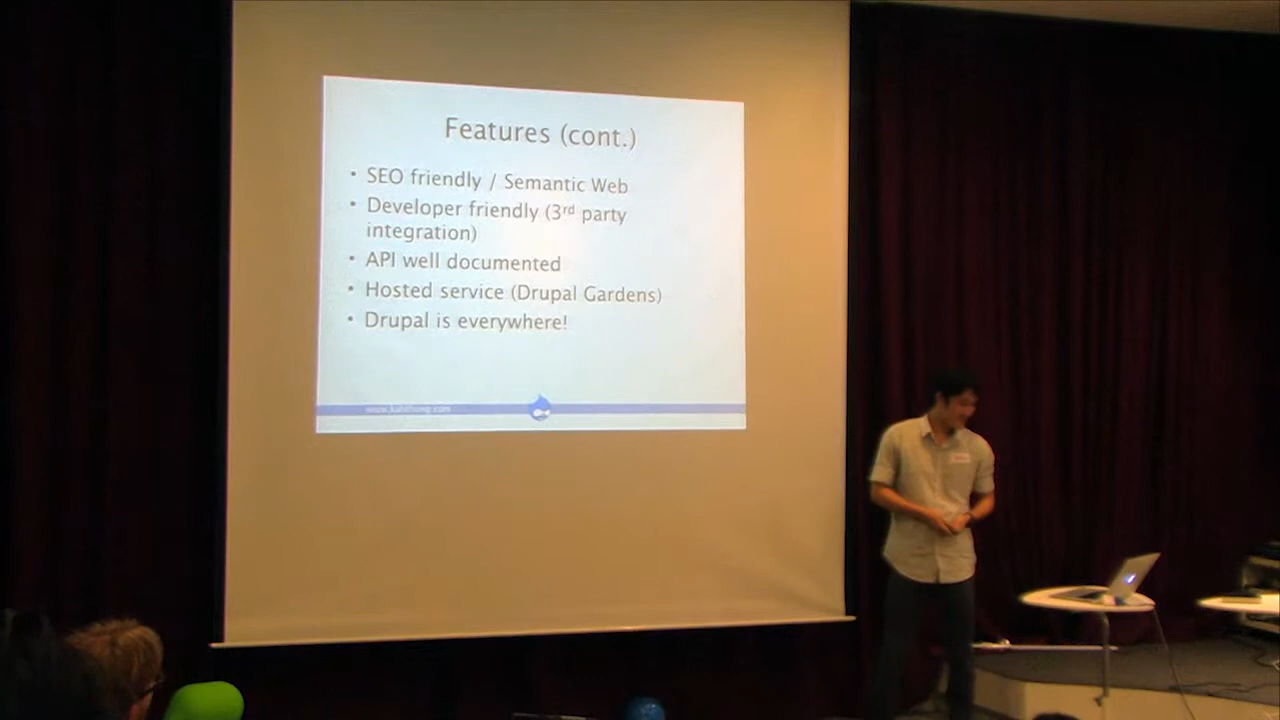 Features (cont.)
• SEO friendly / Semantic Web
• Developer friendly (3rd party
integration)
• API well documented
• Hosted service (Drupal Gardens)
• Drupal is everywhere!